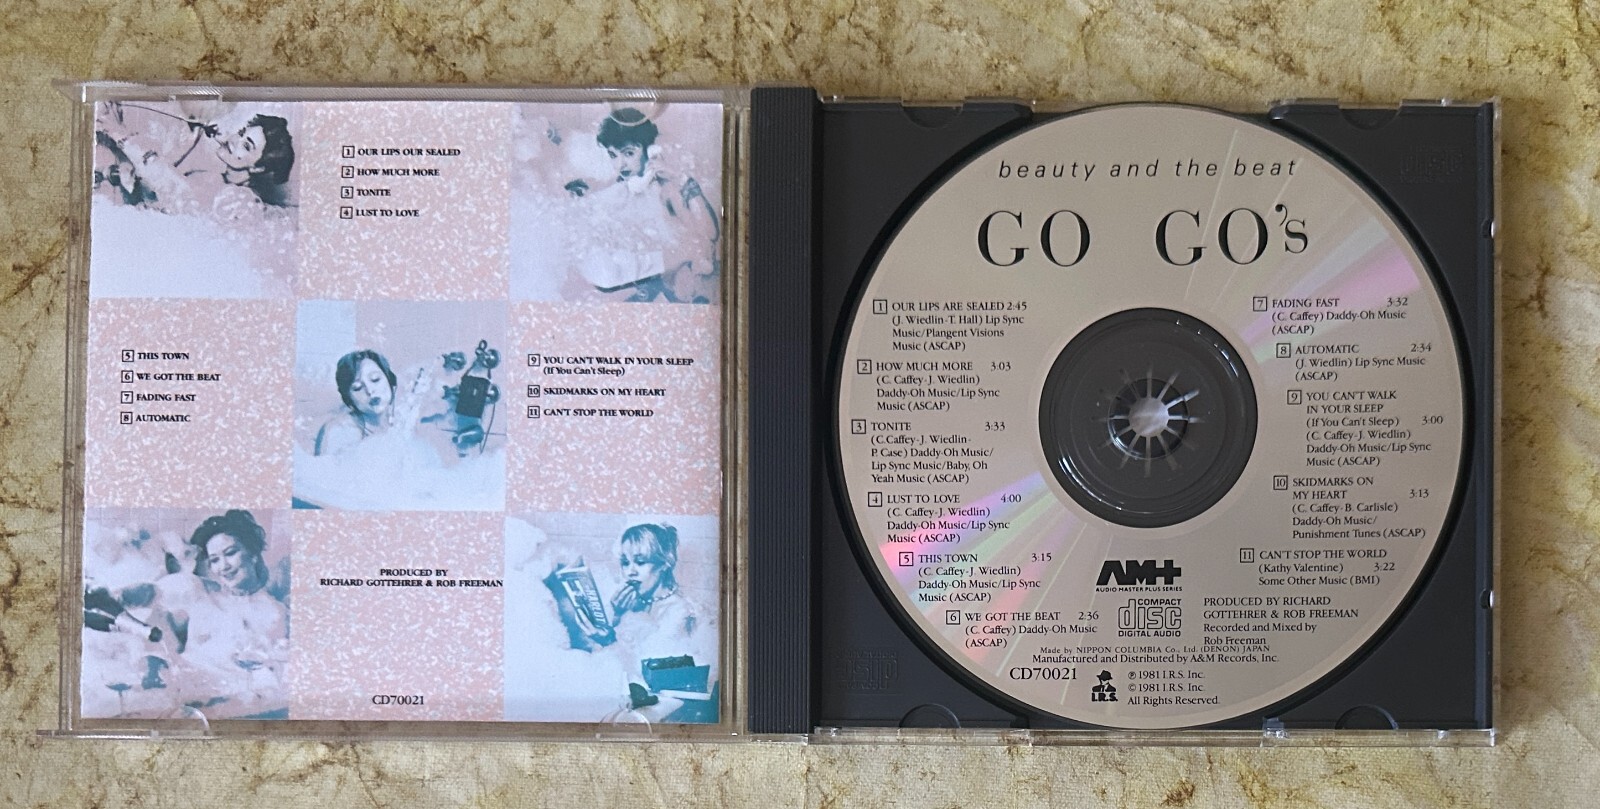 1 OUR LIPS OUR SEALED
2 HOW MUCH MORE
3 TONITE
4 LUST TO LOVE
5 THIS TOWN
6 WE GOT THE BEAT
7 FADING FAST
8 AUTOMATIC
9 YOU CAN'T WALK IN YOUR SLEEP
(If You Can't Sleep)
10 SKIDMARKS ON MY HEART
11 CAN'T STOP THE WORLD
PRODUCED BY
RICHARD GOTTEHRER & ROB FREEMAN
CD70021
beauty and the beat
GO GO's
1 OUR LIPS ARE SEALED 2:45
(J. Wiedlin-T. Hall) Lip Sync
Music/Plangent Visions
Music (ASCAP)
2 HOW MUCH MORE 3:03
(C. Caffey-J. Wiedlin)
Daddy-Oh Music/Lip Sync
Music (ASCAP)
3 TONITE 3:33
(C.Caffey-J. Wiedlin-
P. Case) Daddy-Oh Music/
Lip Sync Music/Baby, Oh
Yeah Music (ASCAP)
4 LUST TO LOVE 4:00
(C. Caffey-J. Wiedlin)
Daddy-Oh Music/Lip Sync
Music (ASCAP)
5 THIS TOWN 3:15
(C. Caffey-J. Wiedlin)
Daddy-Oh Music/Lip Sync
Music (ASCAP)
6 WE GOT THE BEAT 2:36
(C. Caffey) Daddy-Oh Music
(ASCAP)
7 FADING FAST 3:32
(C. Caffey) Daddy-Oh Music
(ASCAP)
8 AUTOMATIC 2:34
(J. Wiedlin) Lip Sync Music
(ASCAP)
9 YOU CAN'T WALK
IN YOUR SLEEP
(If You Can't Sleep) 3:00
(C. Caffey-J. Wiedlin)
Daddy-Oh Music/Lip Sync
Music (ASCAP)
10 SKIDMARKS ON
MY HEART 3:13
(C. Caffey-B. Carlisle)
Daddy-Oh Music/
Punishment Tunes (ASCAP)
11 CAN'T STOP THE WORLD
(Kathy Valentine) 3:22
Some Other Music (BMI)
AM+
AUDIO MASTER PLUS SERIES
COMPACT
disc
DIGITAL AUDIO
PRODUCED BY RICHARD
GOTTEHRER & ROB FREEMAN
Recorded and Mixed by
Rob Freeman
Made by NIPPON COLUMBIA Co., Ltd. (DENON) JAPAN
Manufactured and Distributed by A&M Records, Inc.
CD70021
I.R.S.
℗ 1981 I.R.S. Inc.
© 1981 I.R.S. Inc.
All Rights Reserved.